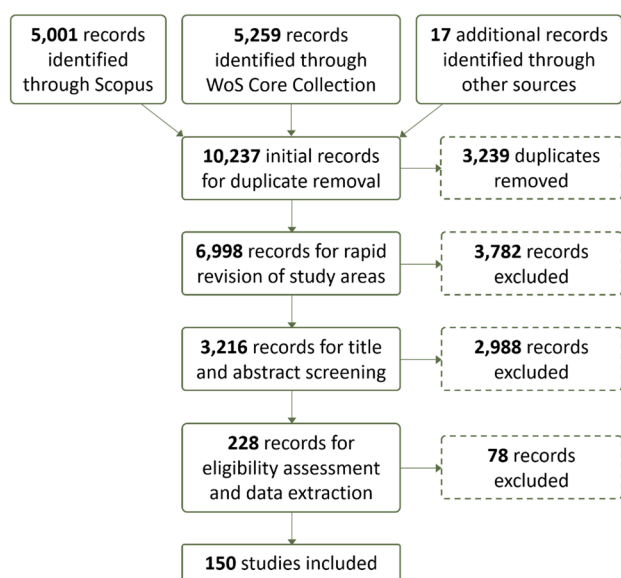 5,001 records
identified
through Scopus
5,259 records
identified through
WoS Core Collection
17 additional records
identified through
other sources
10,237 initial records
for duplicate removal
3,239 duplicates
removed
6,998 records for rapid
revision of study areas
3,782 records
excluded
3,216 records for title
and abstract screening
2,988 records
excluded
228 records for
eligibility assessment
and data extraction
78 records
excluded
150 studies included